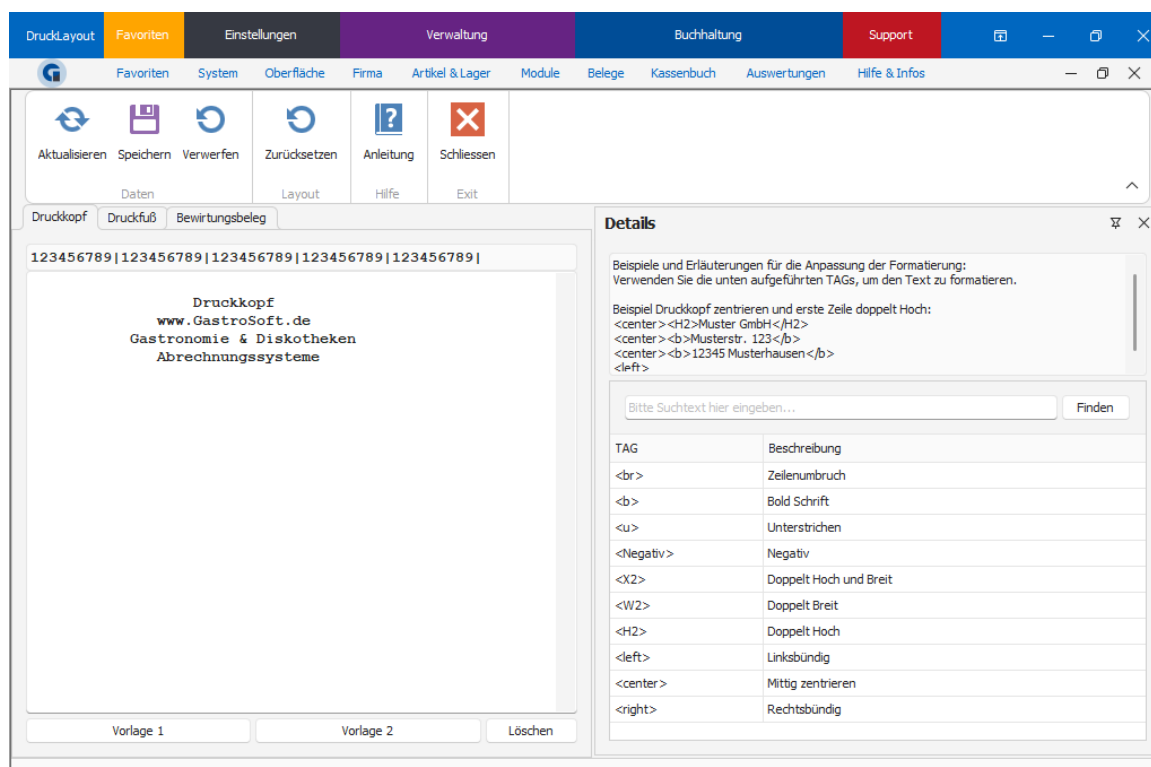 DruckLayout Favoriten Einstellungen Verwaltung Buchhaltung Support
Favoriten System Oberfläche Firma Artikel & Lager Module Belege Kassenbuch Auswertungen Hilfe & Infos
Aktualisieren Speichern Verwerfen Zurücksetzen Anleitung Schliessen
Daten Layout Hilfe Exit
Druckkopf Druckfuß Bewirtungsbeleg
123456789|123456789|123456789|123456789|123456789|
Druckkopf
www.GastroSoft.de
Gastronomie & Diskotheken
Abrechnungssysteme
Vorlage 1 Vorlage 2 Löschen
Details
Beispiele und Erläuterungen für die Anpassung der Formatierung:
Verwenden Sie die unten aufgeführten TAGs, um den Text zu formatieren.
Beispiel Druckkopf zentrieren und erste Zeile doppelt Hoch:
<center><H2>Muster GmbH</H2>
<center><b>Musterstr. 123</b>
<center><b>12345 Musterhausen</b>
<left>
Bitte Suchtext hier eingeben... Finden
TAG Beschreibung
<br> Zeilenumbruch
<b> Bold Schrift
<u> Unterstrichen
<Negativ> Negativ
<X2> Doppelt Hoch und Breit
<W2> Doppelt Breit
<H2> Doppelt Hoch
<left> Linksbündig
<center> Mittig zentrieren
<right> Rechtsbündig